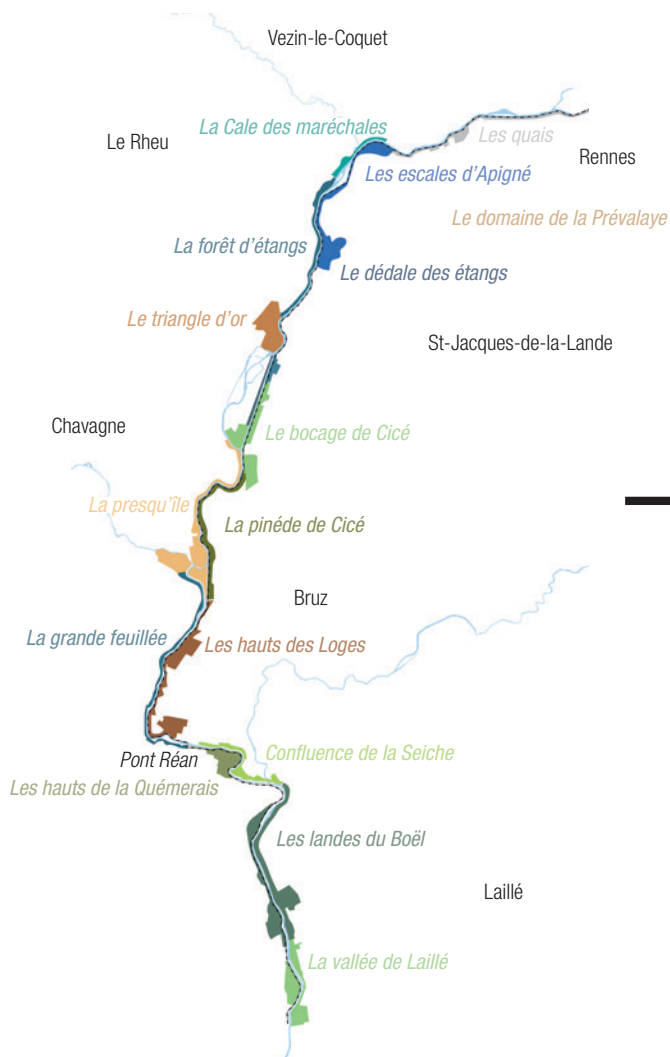 Vezin-le-Coquet
La Cale des maréchales
Les quais
Le Rheu
Rennes
Les escales d'Apigné
Le domaine de la Prévalaye
La forêt d'étangs
Le dédale des étangs
Le triangle d'or
St-Jacques-de-la-Lande
Chavagne
Le bocage de Cicé
La presqu'île
La pinéde de Cicé
Bruz
La grande feuillée
Les hauts des Loges
Pont Réan
Confluence de la Seiche
Les hauts de la Quémerais
Les landes du Boël
Laillé
La vallée de Laillé